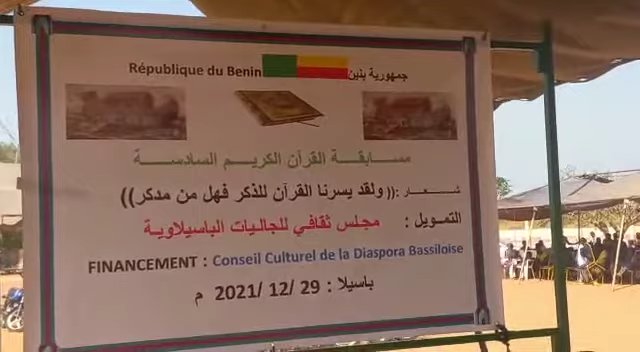 République du Benin جمهورية بنين
مسابقة القرآن الكريم السادسة
شعار :((ولقد يسرنا القرآن للذكر فهل من مدكر))
التمويل : مجلس ثقافي للجاليات الباسيلاوية
FINANCEMENT : Conseil Culturel de la Diaspora Bassiloise
باسيلا : 29 /12 /2021 م